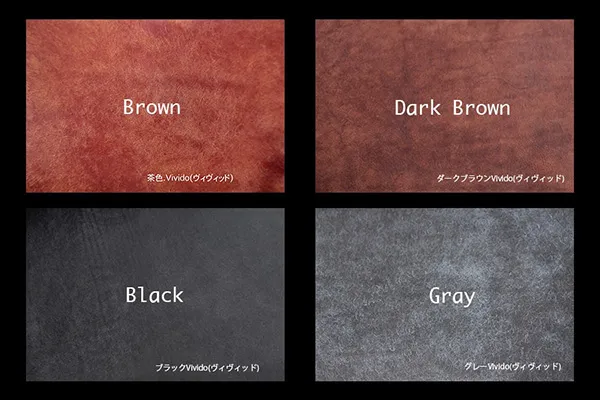 Brown
茶色.Vivido(ヴィヴィッド)
Dark Brown
ダークブラウンVivido(ヴィヴィッド)
Black
ブラックVivido(ヴィヴィッド)
Gray
グレーVivido(ヴィヴィッド)